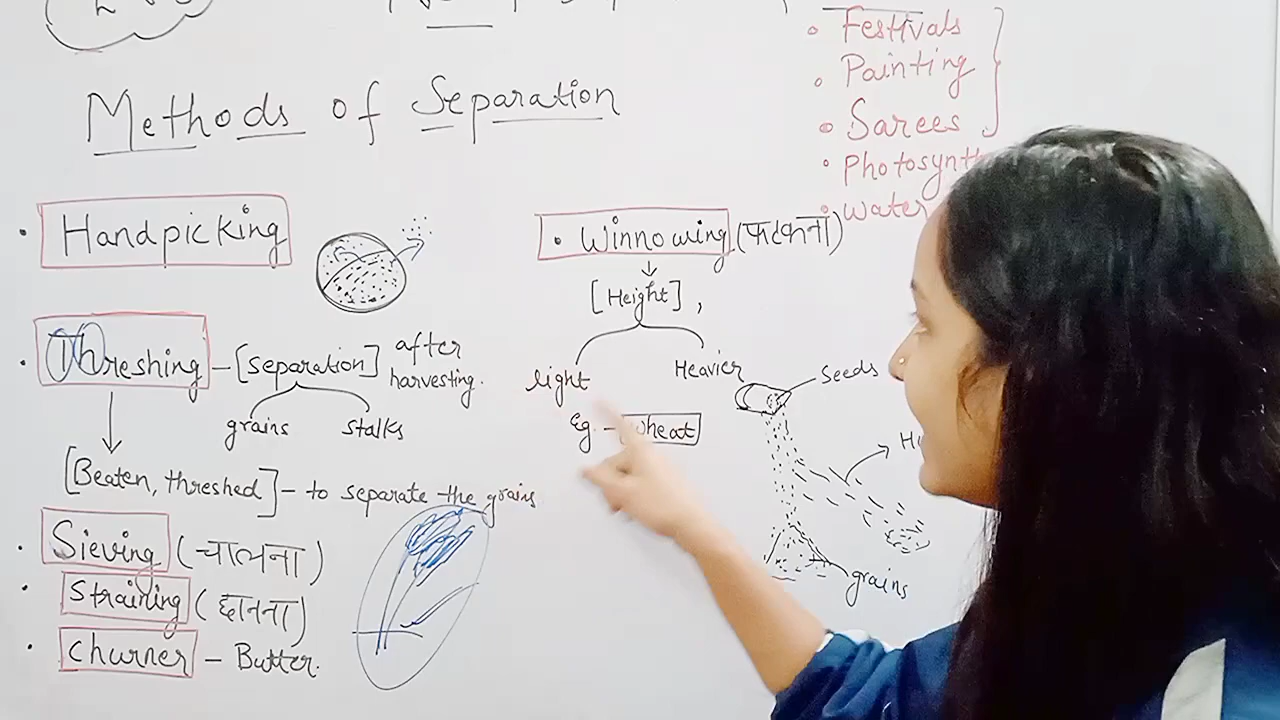 Methods of Separation
• Handpicking
• Threshing - [separation] after harvesting.
grains stalks
[Beaten, threshed] - to separate the grains
• Sieving (चालना)
• Straining (छानना)
• Churner - Butter.
• Winnowing (फटकना)
[Height],
light Heavier
Eg. - wheat
Seeds
grains
• Festivals
• Painting
• Sarees
• Photosynth
• Water